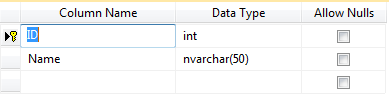 Column Name Data Type Allow Nulls
ID int
Name nvarchar(50)